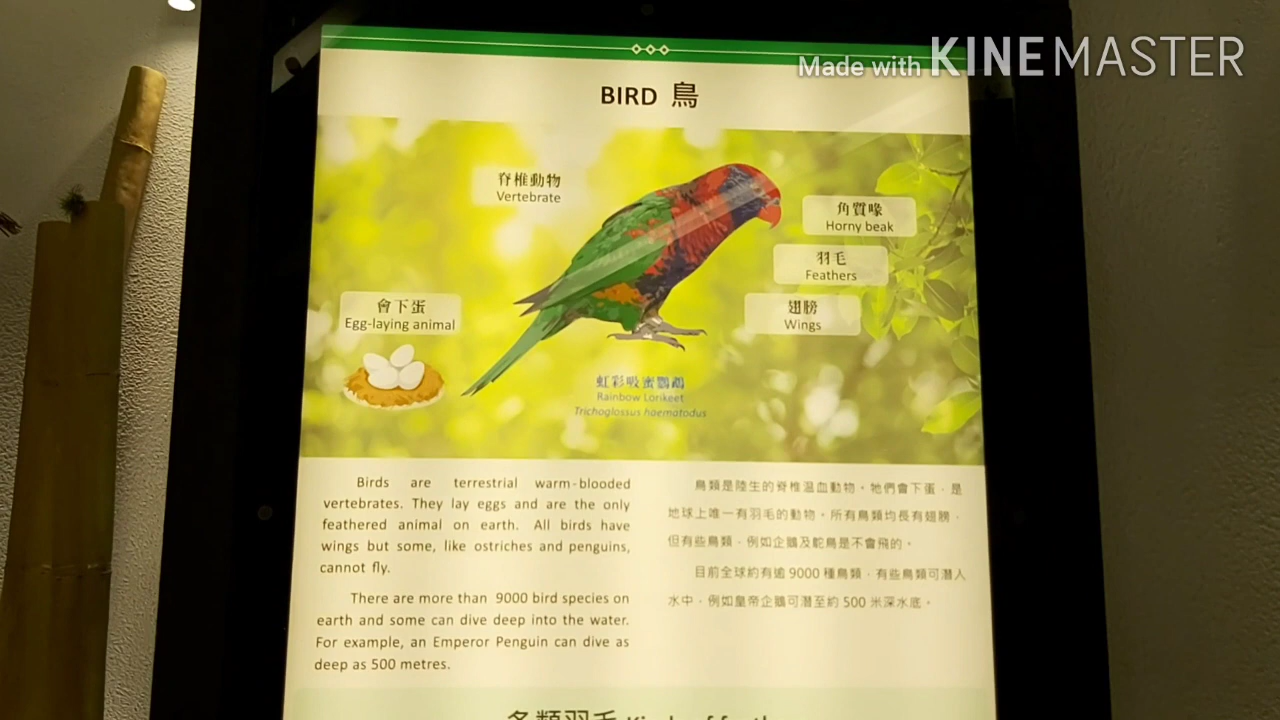 Made with KINEMASTER
BIRD 鳥
脊椎動物
Vertebrate
角質喙
Horny beak
羽毛
Feathers
翅膀
Wings
會下蛋
Egg-laying animal
虹彩吸蜜鸚鵡
Rainbow Lorikeet
Trichoglossus haematodus
Birds are terrestrial warm-blooded
vertebrates. They lay eggs and are the only
feathered animal on earth. All birds have
wings but some, like ostriches and penguins,
cannot fly.
There are more than 9000 bird species on
earth and some can dive deep into the water.
For example, an Emperor Penguin can dive as
deep as 500 metres.
鳥類是陸生的脊椎溫血動物。牠們會下蛋，是
地球上唯一有羽毛的動物。所有鳥類均長有翅膀，
但有些鳥類，例如企鵝及鴕鳥是不會飛的。
目前全球約有逾 9000 種鳥類，有些鳥類可潛入
水中，例如皇帝企鵝可潛至約 500 米深水底。